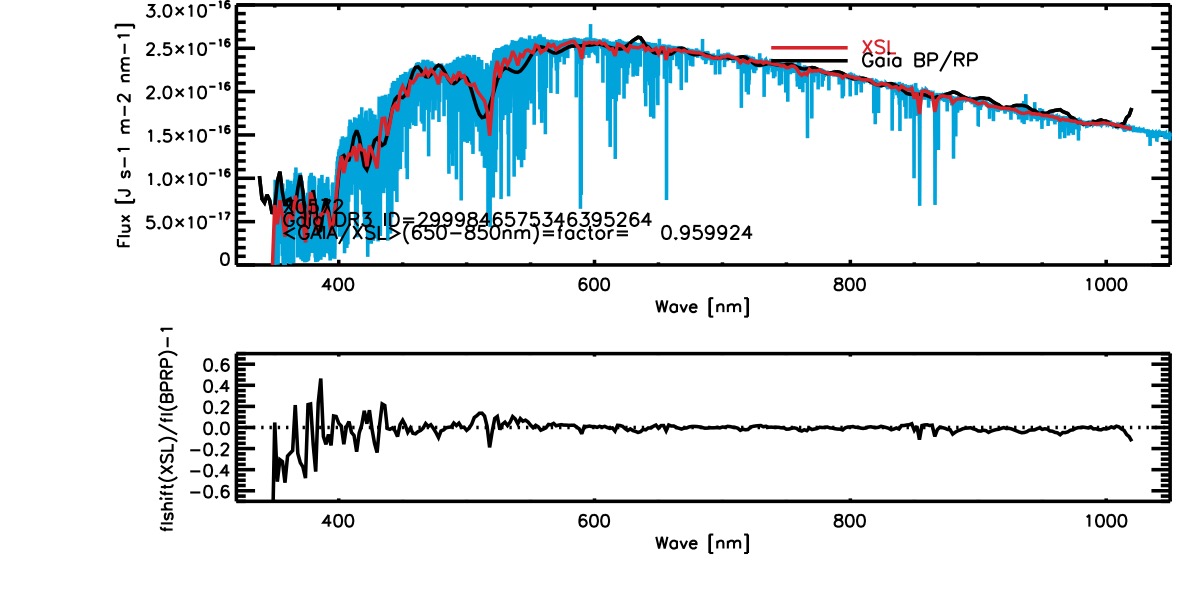 3.0×10−16
2.5×10−16
2.0×10−16
1.5×10−16
1.0×10−16
5.0×10−17
0
Flux [J s−1 m−2 nm−1]
XSL
Gaia BP/RP
Gaia DR3 ID=2999846575346395264
<GAIA/XSL>(650−850nm)=factor= 0.959924
400 600 800 1000
Wave [nm]
0.6
0.4
0.2
0.0
−0.2
−0.4
−0.6
flshift(XSL)/fl(BPRP)−1
400 600 800 1000
Wave [nm]